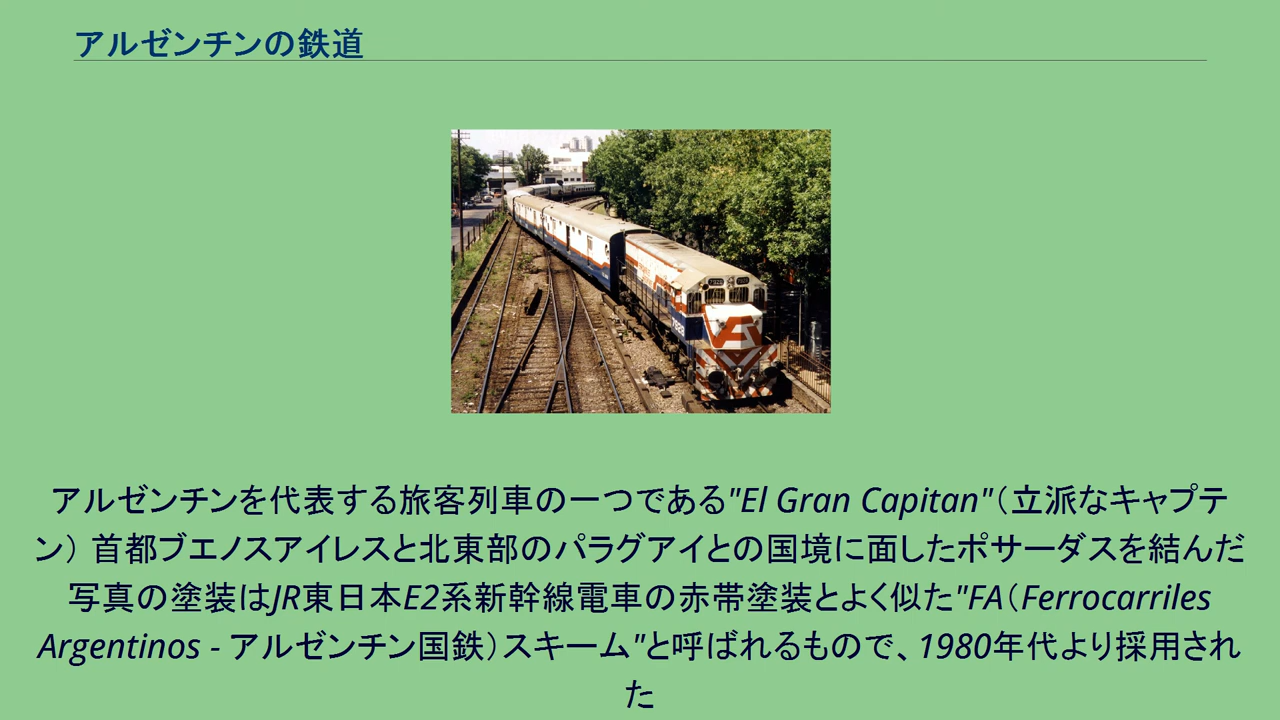 アルゼンチンの鉄道
アルゼンチンを代表する旅客列車の一つである"El Gran Capitan"（立派なキャプテ
ン） 首都ブエノスアイレスと北東部のパラグアイとの国境に面したポサーダスを結んだ
写真の塗装はJR東日本E2系新幹線電車の赤帯塗装とよく似た"FA（Ferrocarriles
Argentinos - アルゼンチン国鉄）スキーム"と呼ばれるもので、1980年代より採用され
た